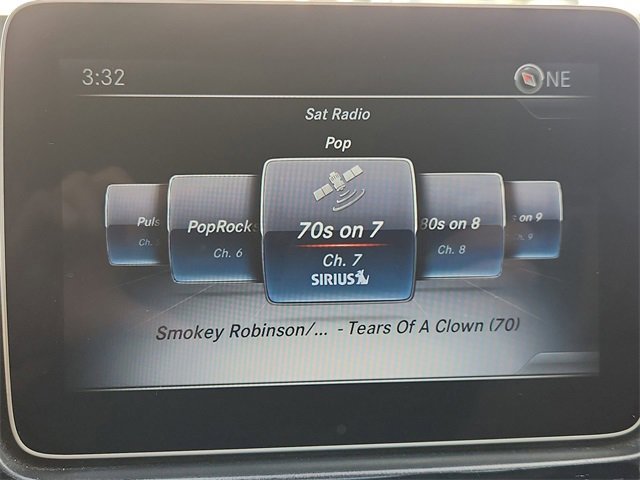 3:32 NE
Sat Radio
Pop
Puls PopRocks 70s on 7 80s on 8 s on 9
Ch. 5 Ch. 6 Ch. 7 Ch. 8 Ch. 9
SIRIUS
Smokey Robinson/... - Tears Of A Clown (70)